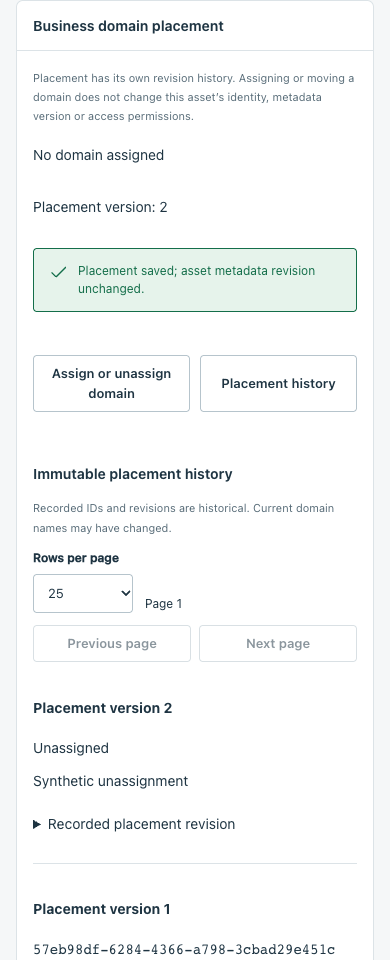 Business domain placement
Placement has its own revision history. Assigning or moving a
domain does not change this asset's identity, metadata
version or access permissions.
No domain assigned
Placement version: 2
Placement saved; asset metadata revision
unchanged.
Assign or unassign
domain
Placement history
Immutable placement history
Recorded IDs and revisions are historical. Current domain
names may have changed.
Rows per page
25
Page 1
Previous page
Next page
Placement version 2
Unassigned
Synthetic unassignment
Recorded placement revision
Placement version 1
57eb98df-6284-4366-a798-3cbad29e451c